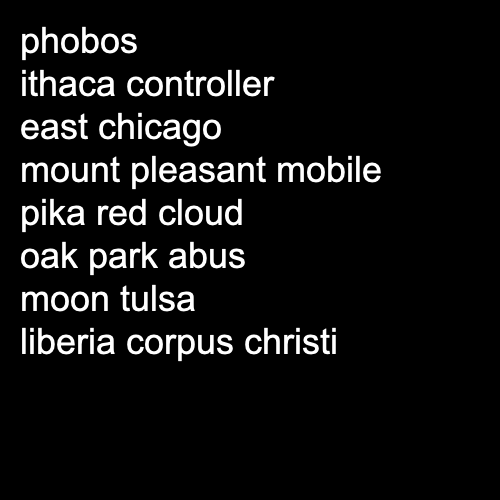 phobos
ithaca controller
east chicago
mount pleasant mobile
pika red cloud
oak park abus
moon tulsa
liberia corpus christi